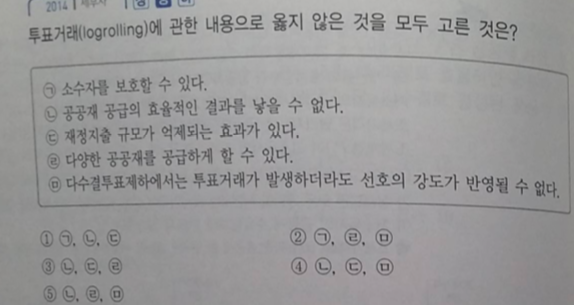 2014 세무사
투표거래(logrolling)에 관한 내용으로 옳지 않은 것을 모두 고른 것은?
㉠ 소수자를 보호할 수 있다.
㉡ 공공재 공급의 효율적인 결과를 낳을 수 없다.
㉢ 재정지출 규모가 억제되는 효과가 있다.
㉣ 다양한 공공재를 공급하게 할 수 있다.
㉤ 다수결투표제하에서는 투표거래가 발생하더라도 선호의 강도가 반영될 수 없다.
① ㉠, ㉡, ㉢ ② ㉠, ㉣, ㉤
③ ㉡, ㉢, ㉣ ④ ㉡, ㉢, ㉤
⑤ ㉡, ㉣, ㉤